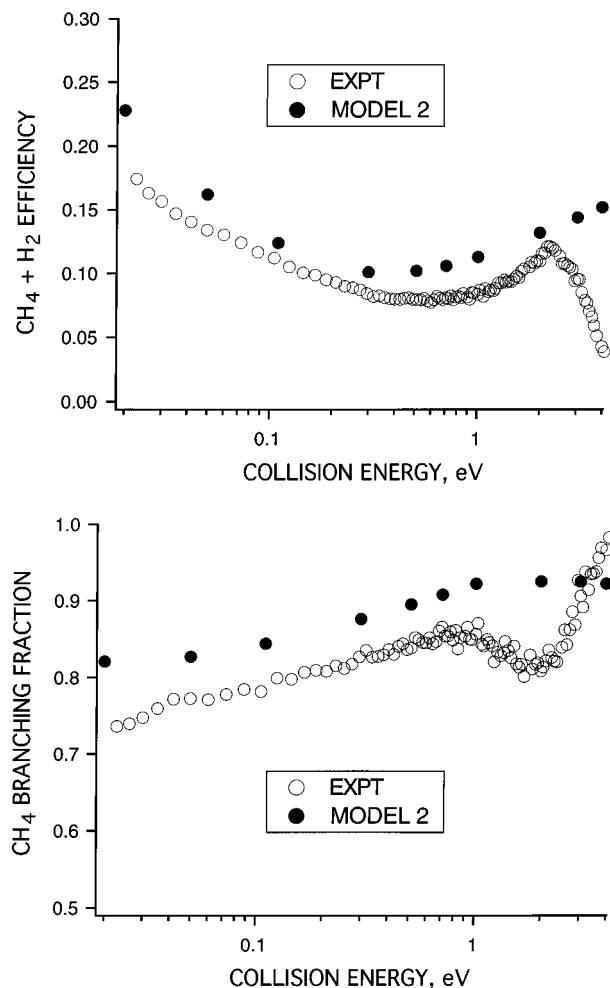 0.30
0.25
0.20
0.15
0.10
0.05
0.00
CH4 + H2 EFFICIENCY
EXPT
MODEL 2
0.1
1
COLLISION ENERGY, eV
1.0
0.9
0.8
0.7
0.6
0.5
CH4 BRANCHING FRACTION
EXPT
MODEL 2
0.1
1
COLLISION ENERGY, eV